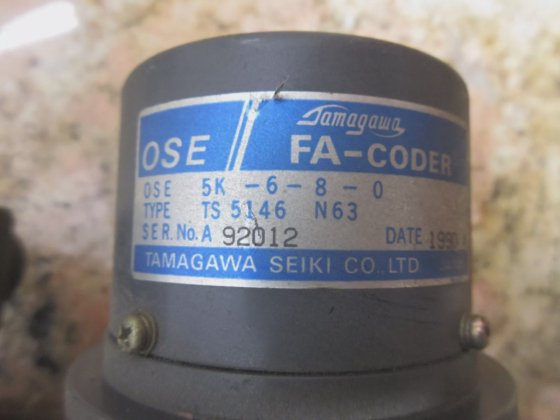 Tamagawa
OSE FA-CODER
OSE 5K -6-8-0
TYPE TS 5146 N63
SER. No. A 92012 DATE
TAMAGAWA SEIKI CO., LTD